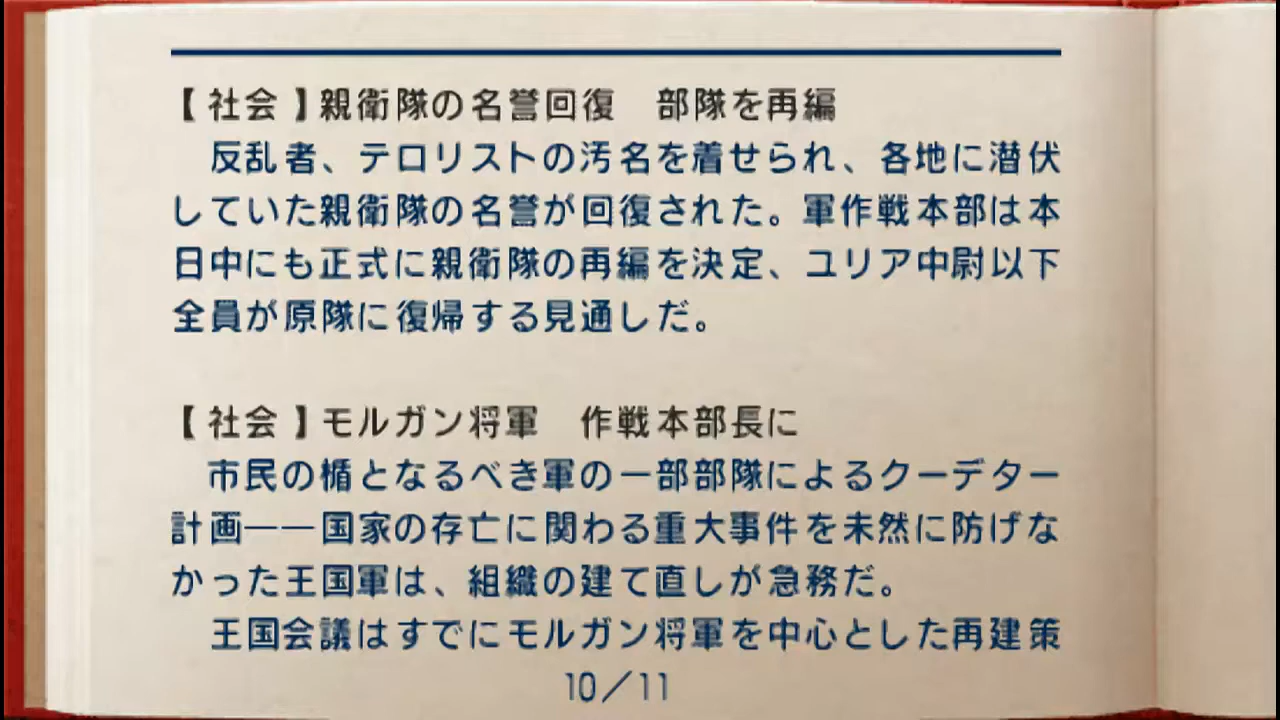 【社会】親衛隊の名誉回復　部隊を再編
　反乱者、テロリストの汚名を着せられ、各地に潜伏
していた親衛隊の名誉が回復された。軍作戦本部は本
日中にも正式に親衛隊の再編を決定、ユリア中尉以下
全員が原隊に復帰する見通しだ。
【社会】モルガン将軍　作戦本部長に
　市民の楯となるべき軍の一部部隊によるクーデター
計画――国家の存亡に関わる重大事件を未然に防げな
かった王国軍は、組織の建て直しが急務だ。
　王国会議はすでにモルガン将軍を中心とした再建策
10／11